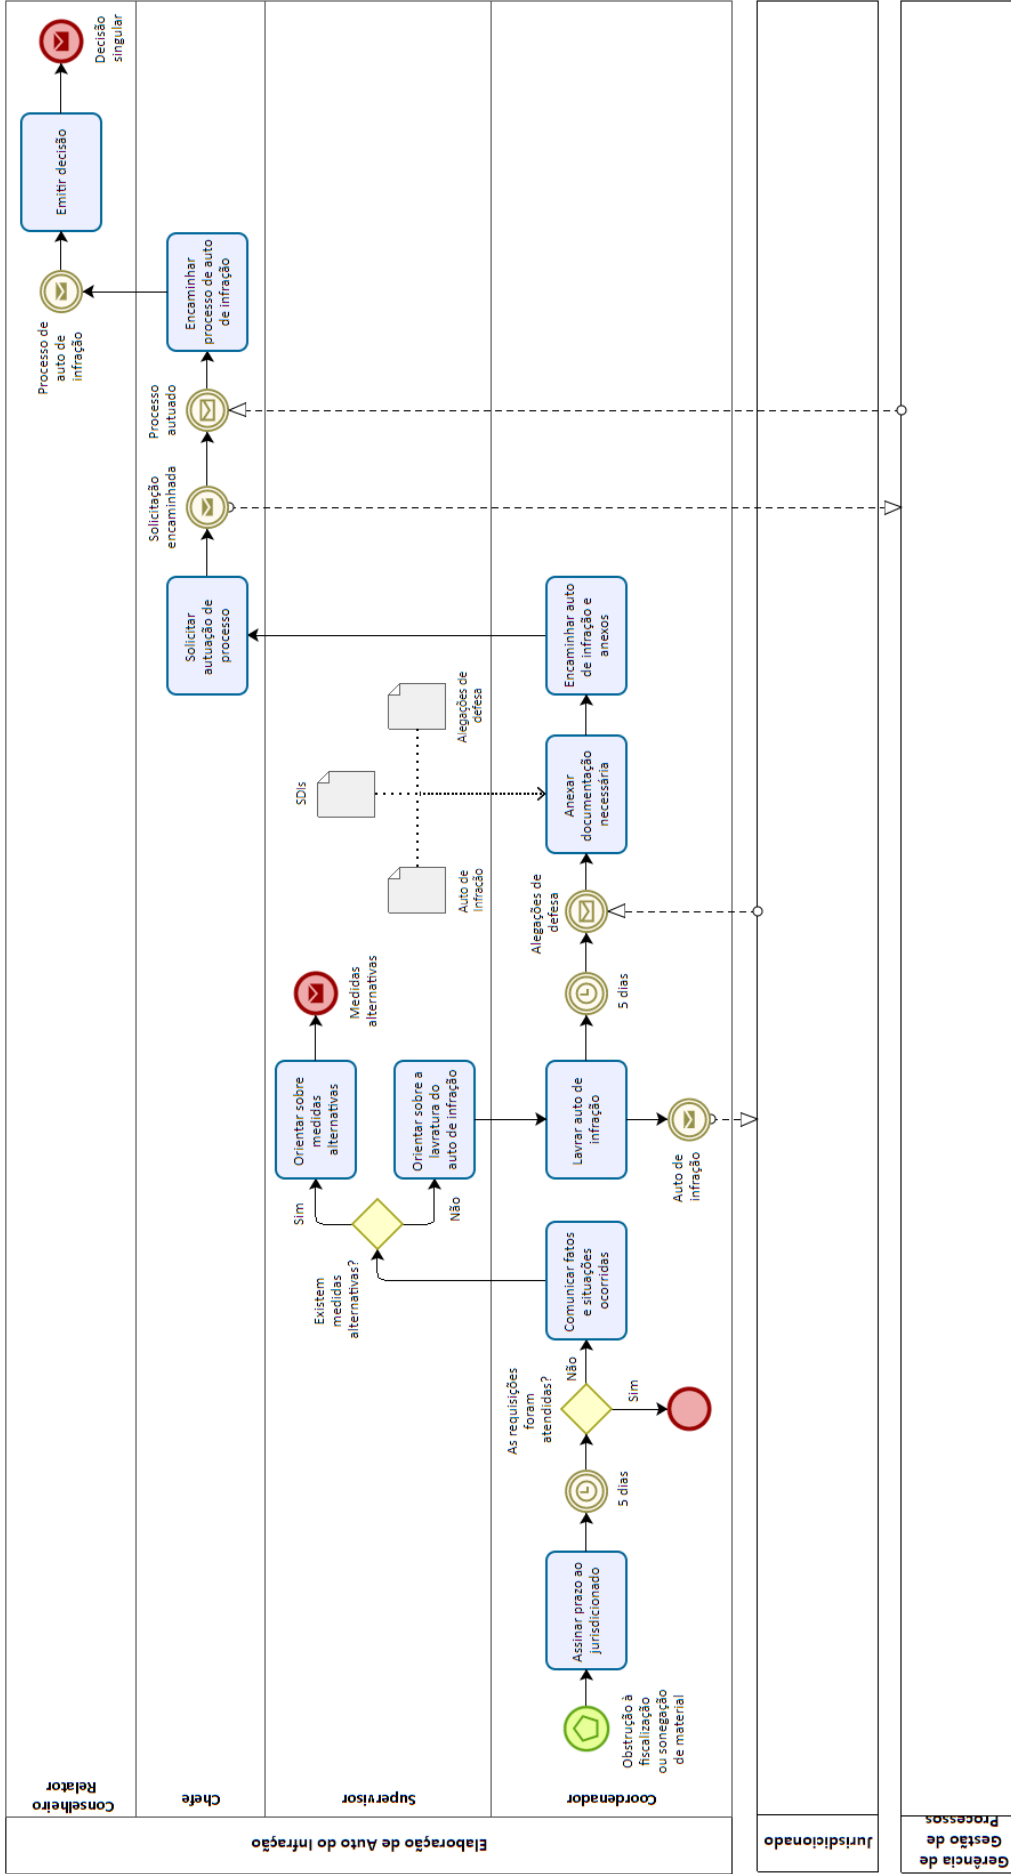 Elaboração de Auto do Infração
Conselheiro
Relator
Chefe
Supervisor
Coordenador
Jurisdicionado
Gerência de
Gestão de
Processos
Obstrução à
fiscalização
ou sonegação
de material
Assinar prazo ao
jurisdicionado
5 dias
As requisições
foram
atendidas?
Sim
Não
Comunicar fatos
e situações
ocorridas
Existem
medidas
alternativas?
Sim
Não
Orientar sobre
medidas
alternativas
Medidas
alternativas
Orientar sobre a
lavratura do
auto de infração
Lavrar auto de
infração
Auto de
infração
5 dias
Alegações de
defesa
Auto de
Infração
SDIs
Alegações de
defesa
Anexar
documentação
necessária
Encaminhar auto
de infração e
anexos
Solicitar
autuação de
processo
Solicitação
encaminhada
Processo
autuado
Encaminhar
processo de auto
de infração
Processo de
auto de
infração
Emitir decisão
Decisão
singular